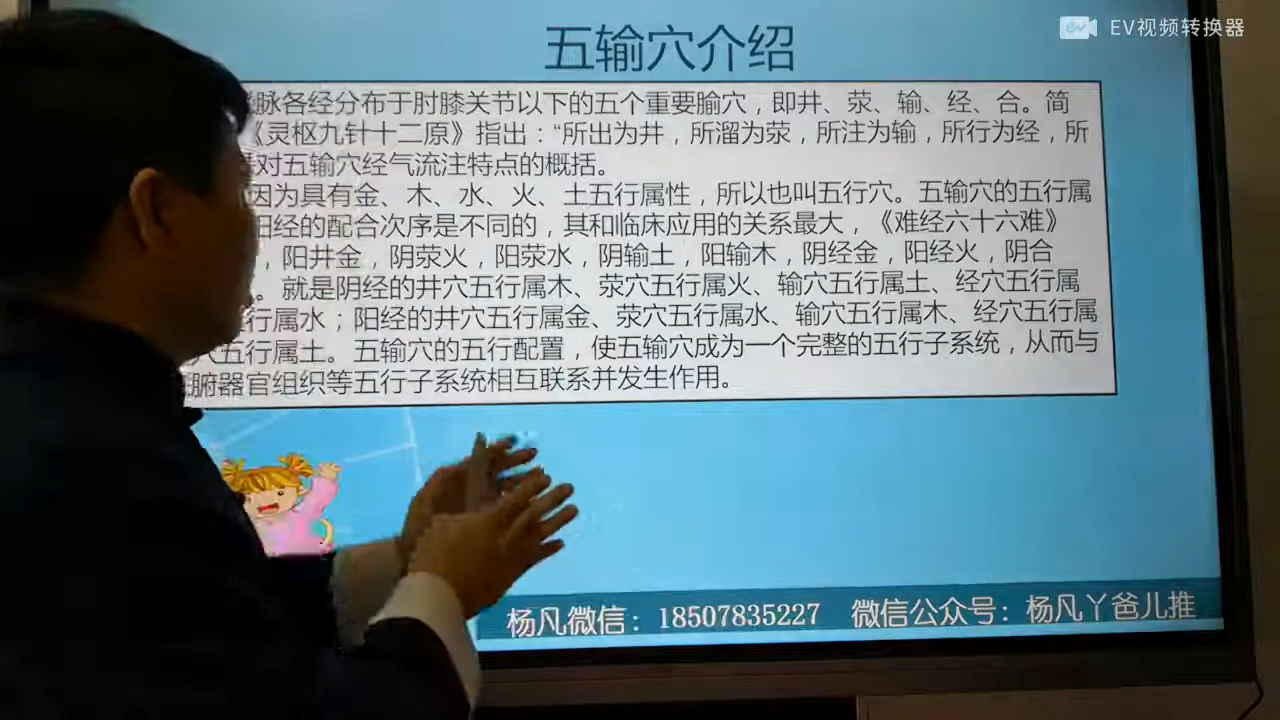 EV视频转换器
五输穴介绍
脉各经分布于肘膝关节以下的五个重要腧穴，即井、荥、输、经、合。简
《灵枢九针十二原》指出：“所出为井，所溜为荥，所注为输，所行为经，所
对五输穴经气流注特点的概括。
因为具有金、木、水、火、土五行属性，所以也叫五行穴。五输穴的五行属
阳经的配合次序是不同的，其和临床应用的关系最大，《难经六十六难》
，阳井金，阴荥火，阳荥水，阴输土，阳输木，阴经金，阳经火，阴合
。就是阴经的井穴五行属木、荥穴五行属火、输穴五行属土、经穴五行属
行属水；阳经的井穴五行属金、荥穴五行属水、输穴五行属木、经穴五行属
五行属土。五输穴的五行配置，使五输穴成为一个完整的五行子系统，从而与
腑器官组织等五行子系统相互联系并发生作用。
杨凡微信：18507835227 微信公众号：杨凡丫爸儿推